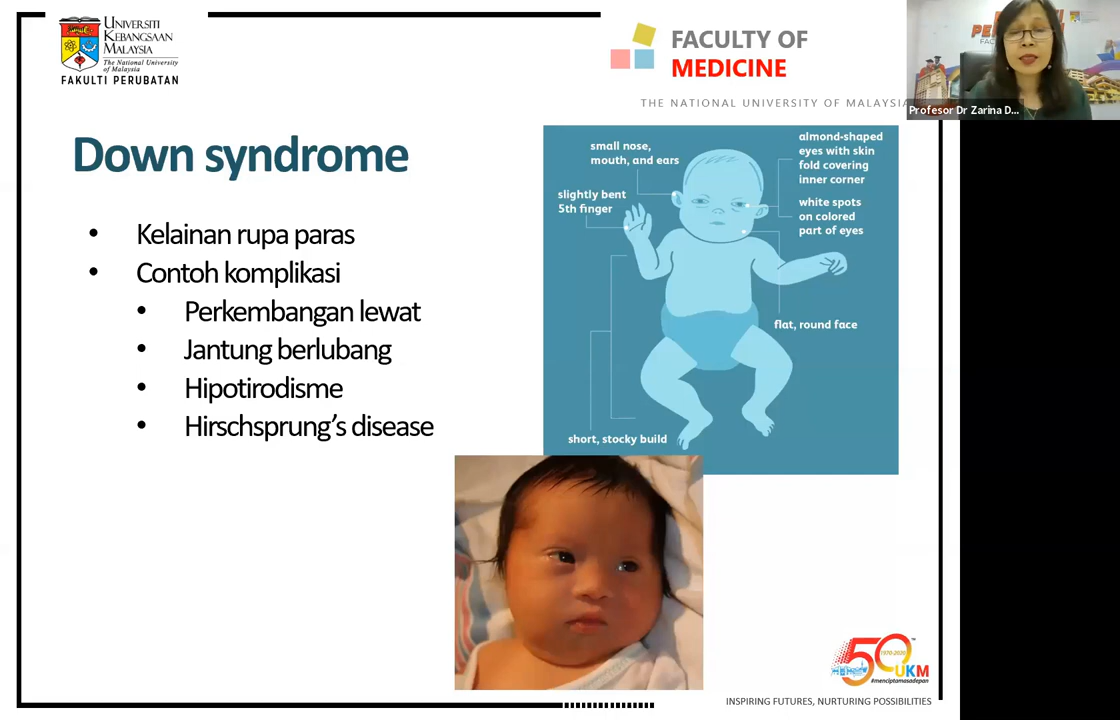 UNIVERSITI
KEBANGSAAN
MALAYSIA
The National University
of Malaysia
FAKULTI PERUBATAN
FACULTY OF
MEDICINE
THE NATIONAL UNIVERSITY OF MALAYSIA
Profesor Dr Zarina D...
Down syndrome
• Kelainan rupa paras
• Contoh komplikasi
• Perkembangan lewat
• Jantung berlubang
• Hipotirodisme
• Hirschsprung's disease
small nose,
mouth, and ears
almond-shaped
eyes with skin
fold covering
inner corner
slightly bent
5th finger
white spots
on colored
part of eyes
flat, round face
short, stocky build
50
1970-2020
UKM
#menciptamasadepan
INSPIRING FUTURES, NURTURING POSSIBILITIES